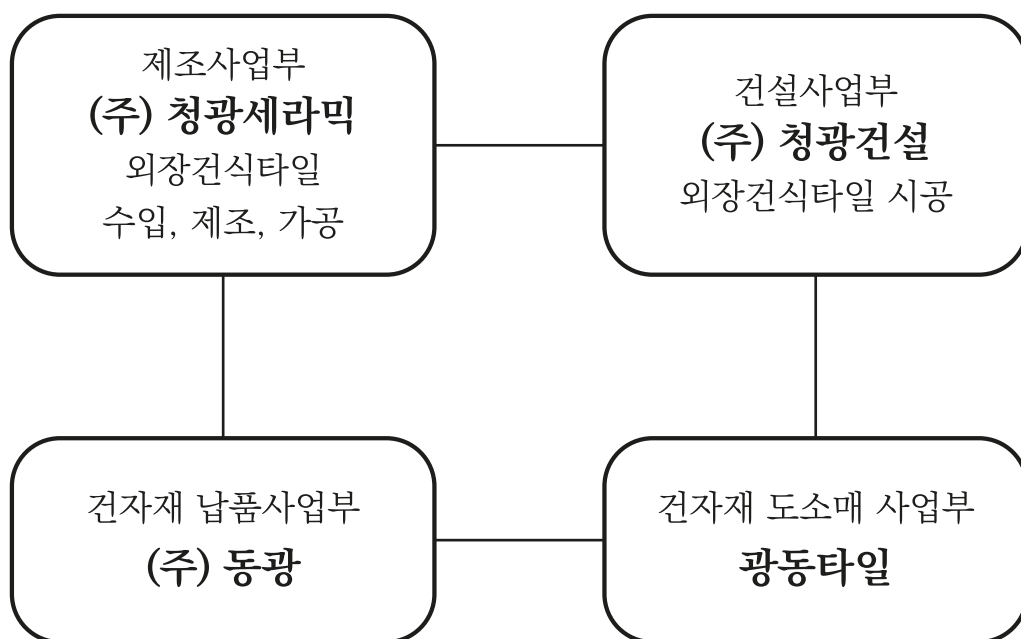 제조사업부
(주) 청광세라믹
외장건식타일
수입, 제조, 가공
건설사업부
(주) 청광건설
외장건식타일 시공
건자재 납품사업부
(주) 동광
건자재 도소매 사업부
광동타일